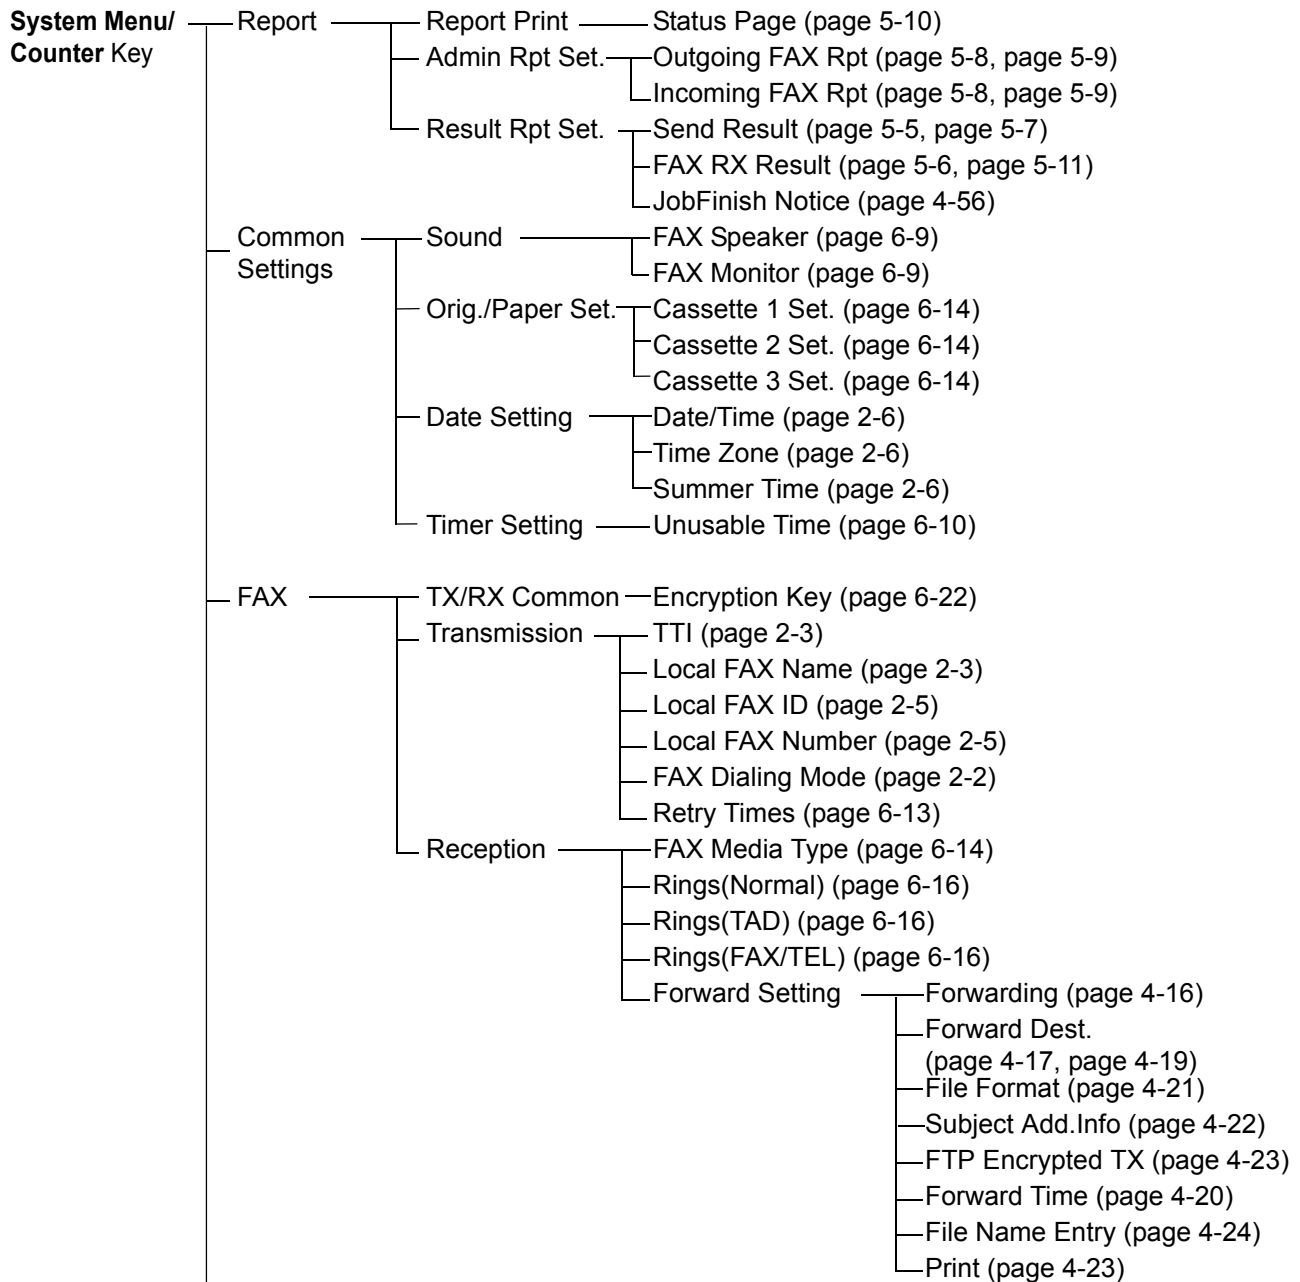 System Menu/ Report Report Print Status Page (page 5-10)
Counter Key Admin Rpt Set. Outgoing FAX Rpt (page 5-8, page 5-9)
Incoming FAX Rpt (page 5-8, page 5-9)
Result Rpt Set. Send Result (page 5-5, page 5-7)
FAX RX Result (page 5-6, page 5-11)
JobFinish Notice (page 4-56)
Common Sound FAX Speaker (page 6-9)
Settings FAX Monitor (page 6-9)
Orig./Paper Set. Cassette 1 Set. (page 6-14)
Cassette 2 Set. (page 6-14)
Cassette 3 Set. (page 6-14)
Date Setting Date/Time (page 2-6)
Time Zone (page 2-6)
Summer Time (page 2-6)
Timer Setting Unusable Time (page 6-10)
FAX TX/RX Common Encryption Key (page 6-22)
Transmission TTI (page 2-3)
Local FAX Name (page 2-3)
Local FAX ID (page 2-5)
Local FAX Number (page 2-5)
FAX Dialing Mode (page 2-2)
Retry Times (page 6-13)
Reception FAX Media Type (page 6-14)
Rings(Normal) (page 6-16)
Rings(TAD) (page 6-16)
Rings(FAX/TEL) (page 6-16)
Forward Setting Forwarding (page 4-16)
Forward Dest.
(page 4-17, page 4-19)
File Format (page 4-21)
Subject Add.Info (page 4-22)
FTP Encrypted TX (page 4-23)
Forward Time (page 4-20)
File Name Entry (page 4-24)
Print (page 4-23)